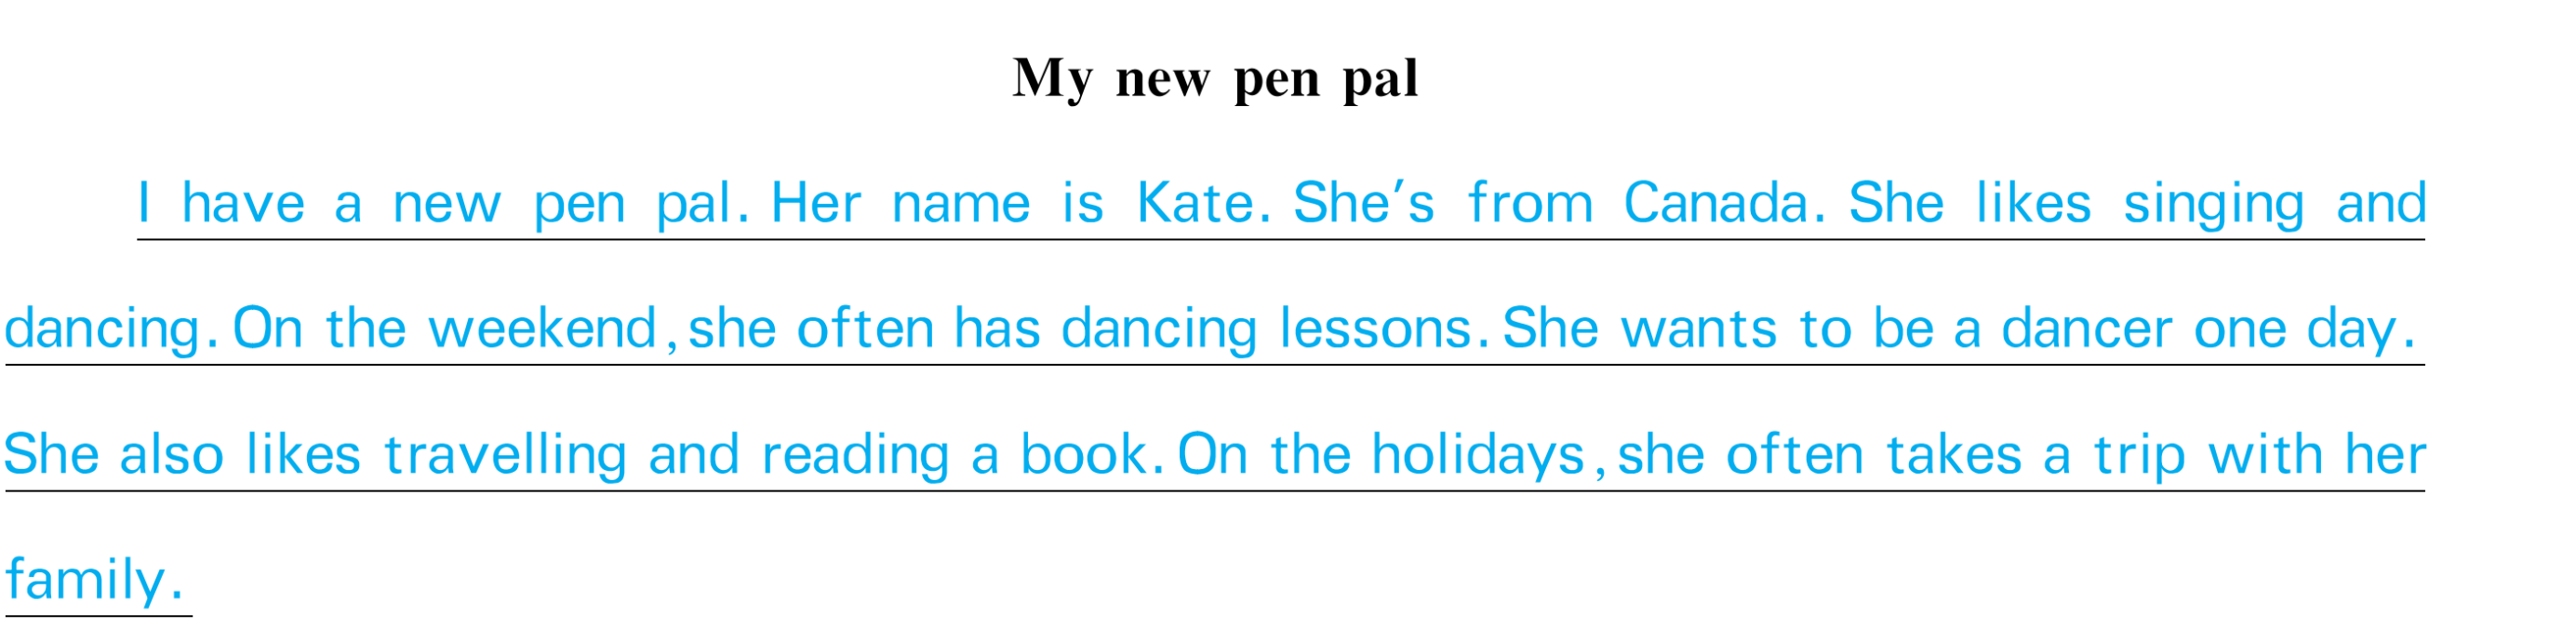 My new pen pal
I have a new pen pal. Her name is Kate. She's from Canada. She likes singing and
dancing. On the weekend, she often has dancing lessons. She wants to be a dancer one day.
She also likes travelling and reading a book. On the holidays, she often takes a trip with her
family.